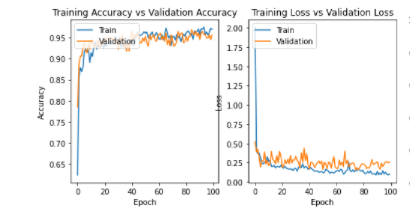 Training Accuracy vs Validation Accuracy
Train
Validation
0.95
0.90
0.85
0.80
0.75
0.70
0.65
Accuracy
0 20 40 60 80 100
Epoch
Training Loss vs Validation Loss
Train
Validation
2.00
1.75
1.50
1.25
1.00
0.75
0.50
0.25
0.00
Loss
0 20 40 60 80 100
Epoch